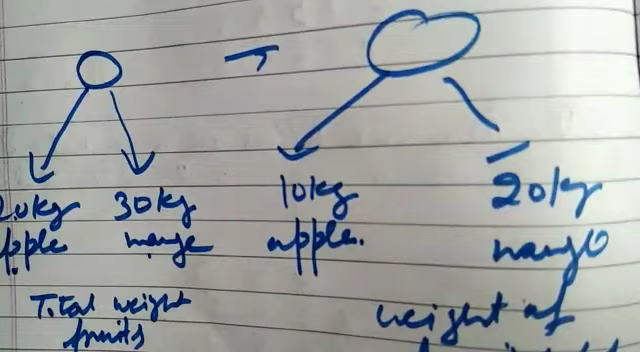 20kg 30kg 10kg 20kg
apple mango apple. mango
Total weight weight of
fruits